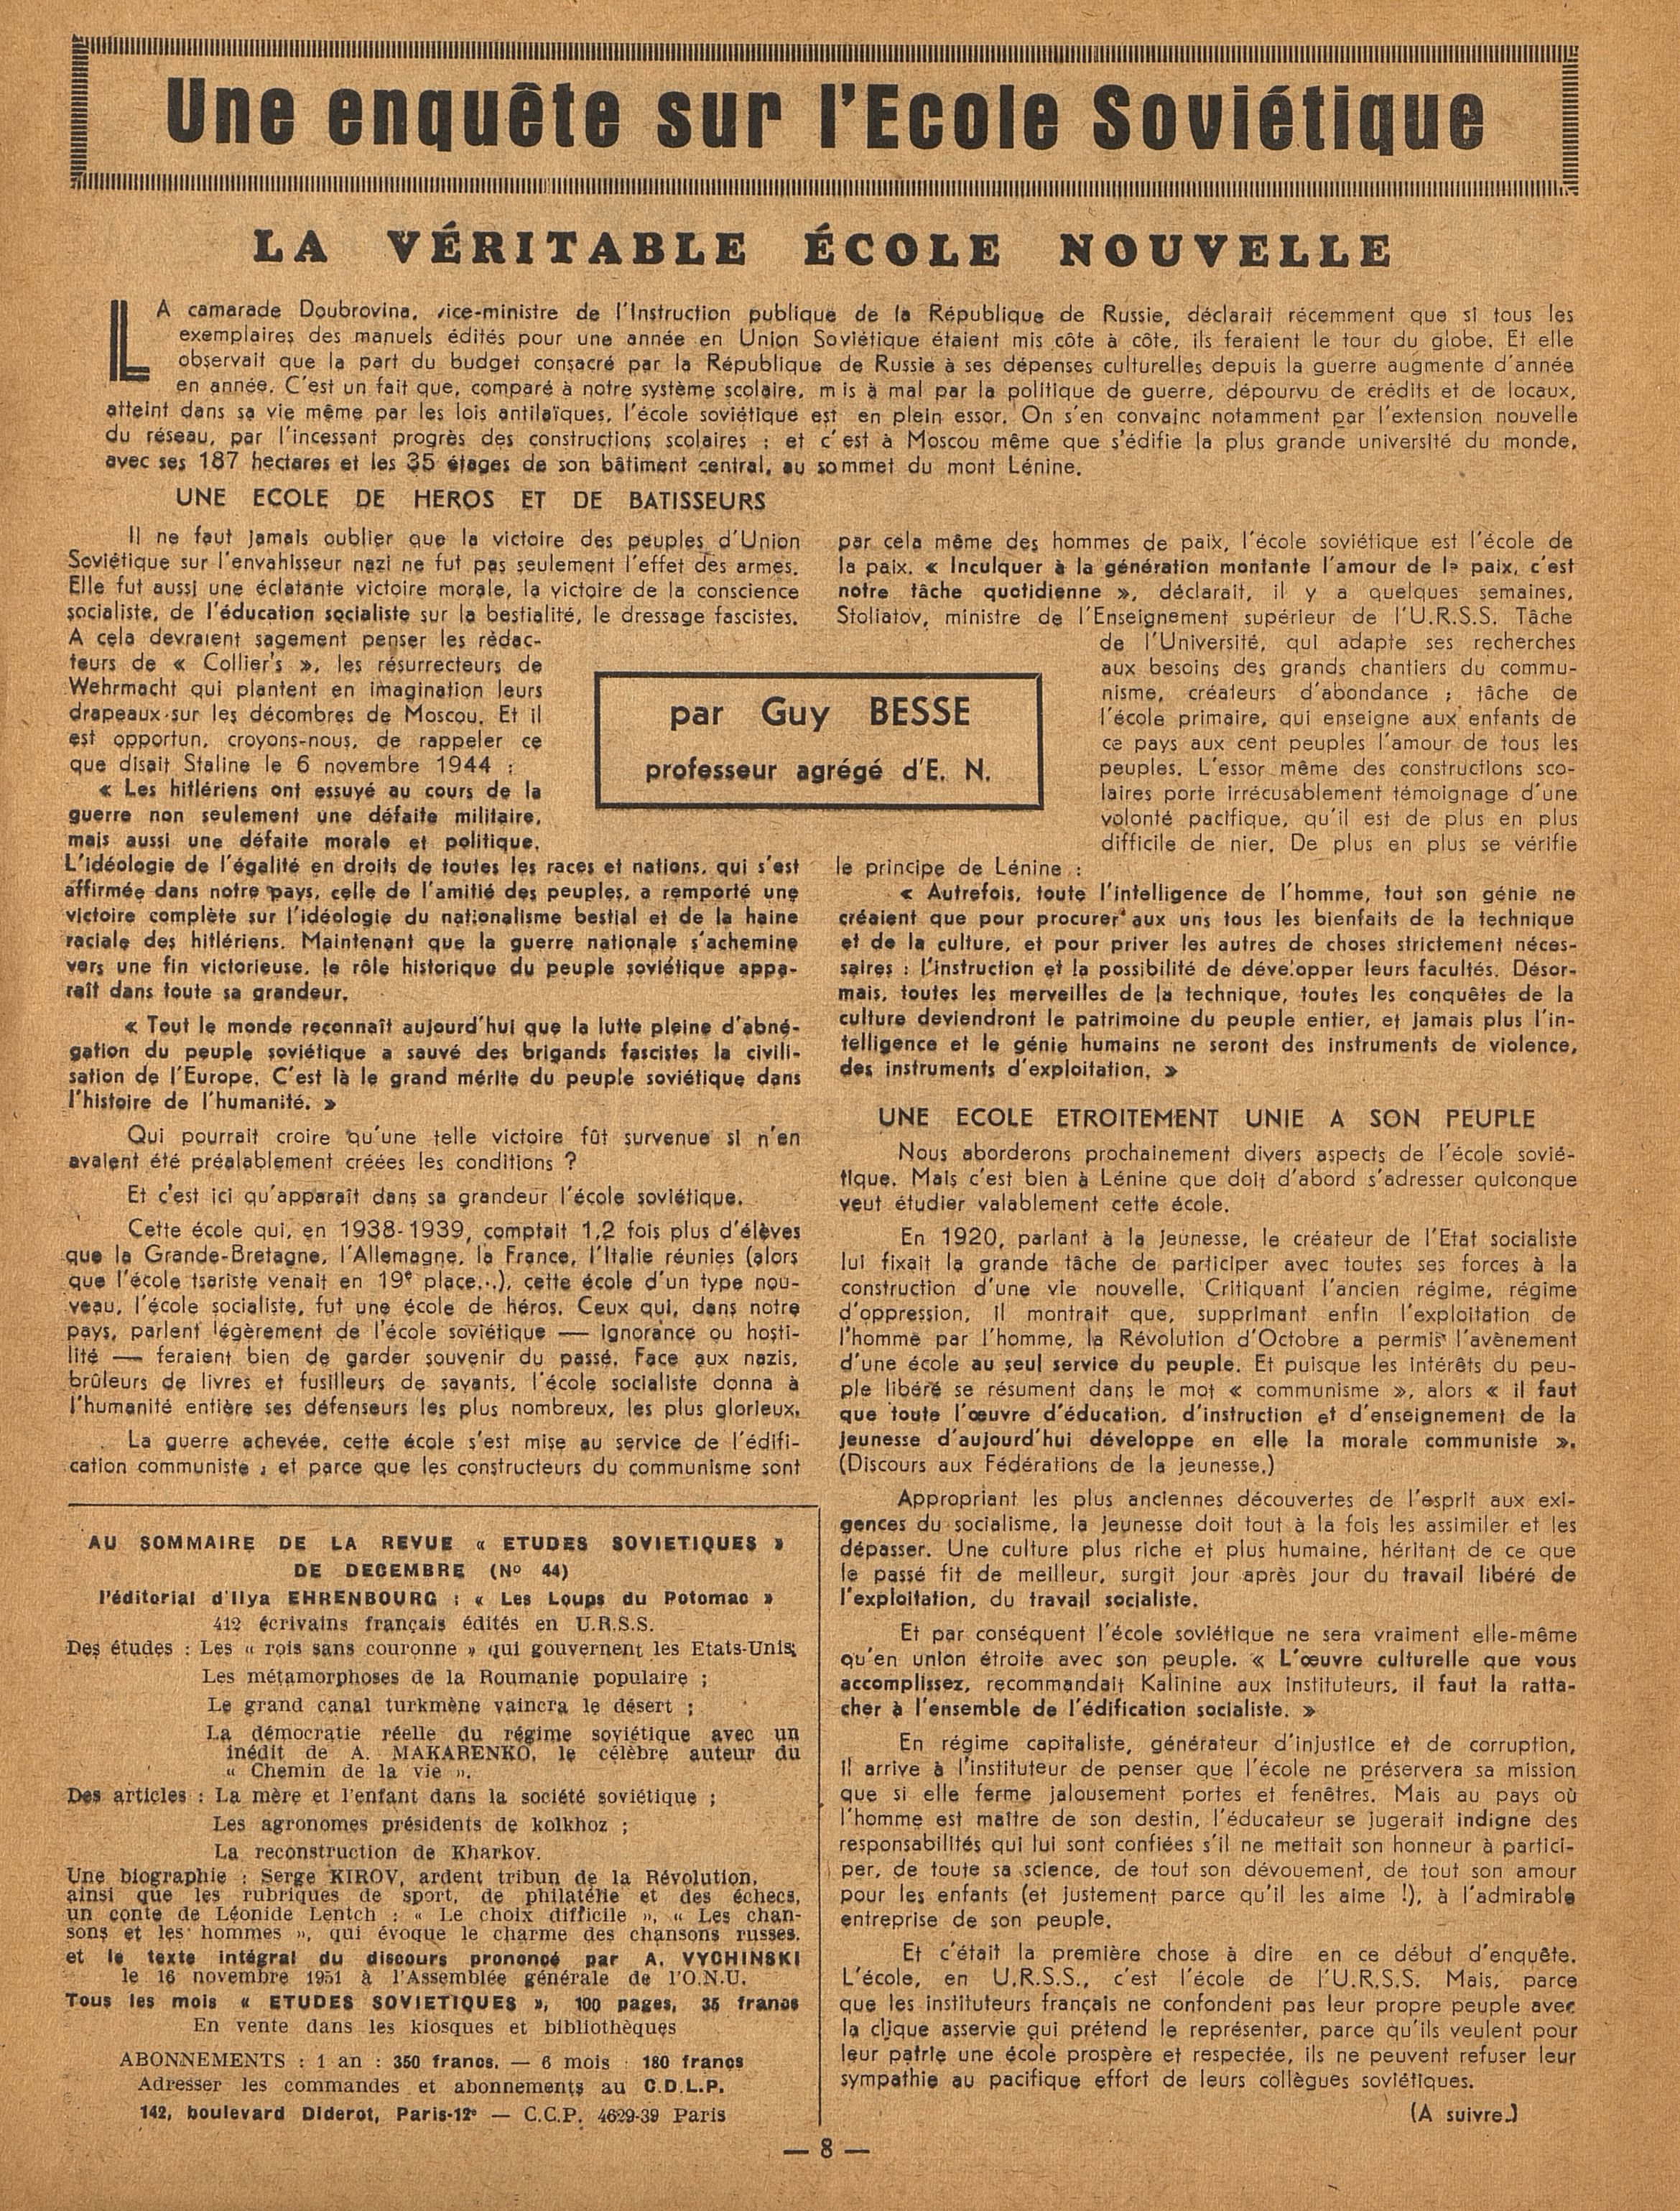 Une enquête sur l'Ecole Soviétique
LA VÉRITABLE ÉCOLE NOUVELLE
LA camarade Doubrovina, vice-ministre de l'Instruction publique de la République de Russie, déclarait récemment que si tous les
exemplaires des manuels édités pour une année en Union Soviétique étaient mis côte à côte, ils feraient le tour du globe. Et elle
observait que la part du budget consacré par la République de Russie à ses dépenses culturelles depuis la guerre augmente d'année
en année. C'est un fait que, comparé à notre système scolaire, mis à mal par la politique de guerre, dépourvu de crédits et de locaux,
atteint dans sa vie même par les lois antilaïques, l'école soviétique est en plein essor. On s'en convainc notamment par l'extension nouvelle
du réseau, par l'incessant progrès des constructions scolaires ; et c'est à Moscou même que s'édifie la plus grande université du monde,
avec ses 187 hectares et les 35 étages de son bâtiment central, au sommet du mont Lénine.
UNE ECOLE DE HEROS ET DE BATISSEURS
Il ne faut jamais oublier que la victoire des peuples d'Union
Soviétique sur l'envahisseur nazi ne fut pas seulement l'effet des armes.
Elle fut aussi une éclatante victoire morale, la victoire de la conscience
socialiste, de l'éducation socialiste sur la bestialité, le dressage fascistes.
A cela devraient sagement penser les rédac-
teurs de « Collier's », les résurrecteurs de
Wehrmacht qui plantent en imagination leurs
drapeaux sur les décombres de Moscou. Et il
est opportun, croyons-nous, de rappeler ce
que disait Staline le 6 novembre 1944 :
« Les hitlériens ont essuyé au cours de la
guerre non seulement une défaite militaire,
mais aussi une défaite morale et politique.
L'idéologie de l'égalité en droits de toutes les races et nations, qui s'est
affirmée dans notre pays, celle de l'amitié des peuples, a remporté une
victoire complète sur l'idéologie du nationalisme bestial et de la haine
raciale des hitlériens. Maintenant que la guerre nationale s'achemine
vers une fin victorieuse, le rôle historique du peuple soviétique appa-
raît dans toute sa grandeur.
« Tout le monde reconnaît aujourd'hui que la lutte pleine d'abné-
gation du peuple soviétique a sauvé des brigands fascistes la civili-
sation de l'Europe. C'est là le grand mérite du peuple soviétique dans
l'histoire de l'humanité. »
Qui pourrait croire qu'une telle victoire fût survenue si n'en
avaient été préalablement créées les conditions ?
Et c'est ici qu'apparaît dans sa grandeur l'école soviétique.
Cette école qui, en 1938-1939, comptait 1,2 fois plus d'élèves
que la Grande-Bretagne, l'Allemagne, la France, l'Italie réunies (alors
que l'école tsariste venait en 19e place...), cette école d'un type nou-
veau, l'école socialiste, fut une école de héros. Ceux qui, dans notre
pays, parlent légèrement de l'école soviétique — ignorance ou hosti-
lité — feraient bien de garder souvenir du passé. Face aux nazis,
brûleurs de livres et fusilleurs de savants, l'école socialiste donna à
l'humanité entière ses défenseurs les plus nombreux, les plus glorieux.
La guerre achevée, cette école s'est mise au service de l'édifi-
cation communiste ; et parce que les constructeurs du communisme sont
par Guy BESSE
professeur agrégé d'E. N.
par cela même des hommes de paix, l'école soviétique est l'école de
la paix. « Inculquer à la génération montante l'amour de la paix, c'est
notre tâche quotidienne », déclarait, il y a quelques semaines,
Stoliatov, ministre de l'Enseignement supérieur de l'U.R.S.S. Tâche
de l'Université, qui adapte ses recherches
aux besoins des grands chantiers du commu-
nisme, créateurs d'abondance ; tâche de
l'école primaire, qui enseigne aux enfants de
ce pays aux cent peuples l'amour de tous les
peuples. L'essor même des constructions sco-
laires porte irrécusablement témoignage d'une
volonté pacifique, qu'il est de plus en plus
difficile de nier. De plus en plus se vérifie
le principe de Lénine :
« Autrefois, toute l'intelligence de l'homme, tout son génie ne
créaient que pour procurer aux uns tous les bienfaits de la technique
et de la culture, et pour priver les autres de choses strictement néces-
saires : l'instruction et la possibilité de développer leurs facultés. Désor-
mais, toutes les merveilles de la technique, toutes les conquêtes de la
culture deviendront le patrimoine du peuple entier, et jamais plus l'in-
telligence et le génie humains ne seront des instruments de violence,
des instruments d'exploitation. »
UNE ECOLE ETROITEMENT UNIE A SON PEUPLE
Nous aborderons prochainement divers aspects de l'école sovié-
tique. Mais c'est bien à Lénine que doit d'abord s'adresser quiconque
veut étudier valablement cette école.
En 1920, parlant à la jeunesse, le créateur de l'Etat socialiste
lui fixait la grande tâche de participer avec toutes ses forces à la
construction d'une vie nouvelle. Critiquant l'ancien régime, régime
d'oppression, il montrait que, supprimant enfin l'exploitation de
l'homme par l'homme, la Révolution d'Octobre a permis l'avènement
d'une école au seul service du peuple. Et puisque les intérêts du peu-
ple libéré se résument dans le mot « communisme », alors « il faut
que toute l'œuvre d'éducation, d'instruction et d'enseignement de la
jeunesse d'aujourd'hui développe en elle la morale communiste ».
(Discours aux Fédérations de la jeunesse.)
Appropriant les plus anciennes découvertes de l'esprit aux exi-
gences du socialisme, la jeunesse doit tout à la fois les assimiler et les
dépasser. Une culture plus riche et plus humaine, héritant de ce que
le passé fit de meilleur, surgit jour après jour du travail libéré de
l'exploitation, du travail socialiste.
Et par conséquent l'école soviétique ne sera vraiment elle-même
qu'en union étroite avec son peuple. « L'œuvre culturelle que vous
accomplissez, recommandait Kalinine aux instituteurs, il faut la ratta-
cher à l'ensemble de l'édification socialiste. »
En régime capitaliste, générateur d'injustice et de corruption,
il arrive à l'instituteur de penser que l'école ne préservera sa mission
que si elle ferme jalousement portes et fenêtres. Mais au pays où
l'homme est maître de son destin, l'éducateur se jugerait indigne des
responsabilités qui lui sont confiées s'il ne mettait son honneur à partici-
per, de toute sa science, de tout son dévouement, de tout son amour
pour les enfants (et justement parce qu'il les aime !), à l'admirable
entreprise de son peuple.
Et c'était la première chose à dire en ce début d'enquête.
L'école, en U.R.S.S., c'est l'école de l'U.R.S.S. Mais, parce
que les instituteurs français ne confondent pas leur propre peuple avec
la clique asservie qui prétend le représenter, parce qu'ils veulent pour
leur patrie une école prospère et respectée, ils ne peuvent refuser leur
sympathie au pacifique effort de leurs collègues soviétiques.
(A suivre.)
AU SOMMAIRE DE LA REVUE « ETUDES SOVIETIQUES »
DE DECEMBRE (No 44)
l'éditorial d'Ilya EHRENBOURG : « Les Loups du Potomac »
412 écrivains français édités en U.R.S.S.
Des études : Les « rois sans couronne » qui gouvernent les Etats-Unis;
Les métamorphoses de la Roumanie populaire ;
Le grand canal turkmène vaincra le désert ;
La démocratie réelle du régime soviétique avec un
inédit de A. MAKARENKO, le célèbre auteur du
« Chemin de la vie ».
Des articles : La mère et l'enfant dans la société soviétique ;
Les agronomes présidents de kolkhoz ;
La reconstruction de Kharkov.
Une biographie : Serge KIROV, ardent tribun de la Révolution,
ainsi que les rubriques de sport, de philatélie et des échecs,
un conte de Léonide Lentch : « Le choix difficile », « Les chan-
sons et les hommes », qui évoque le charme des chansons russes.
et le texte intégral du discours prononcé par A. VYCHINSKI
le 16 novembre 1951 à l'Assemblée générale de l'O.N.U.
Tous les mois « ETUDES SOVIETIQUES », 100 pages, 35 francs
En vente dans les kiosques et bibliothèques
ABONNEMENTS : 1 an : 350 francs. — 6 mois : 180 francs
Adresser les commandes et abonnements au C.D.L.P.
142, boulevard Diderot, Paris-12e — C.C.P. 4629-39 Paris
— 8 —